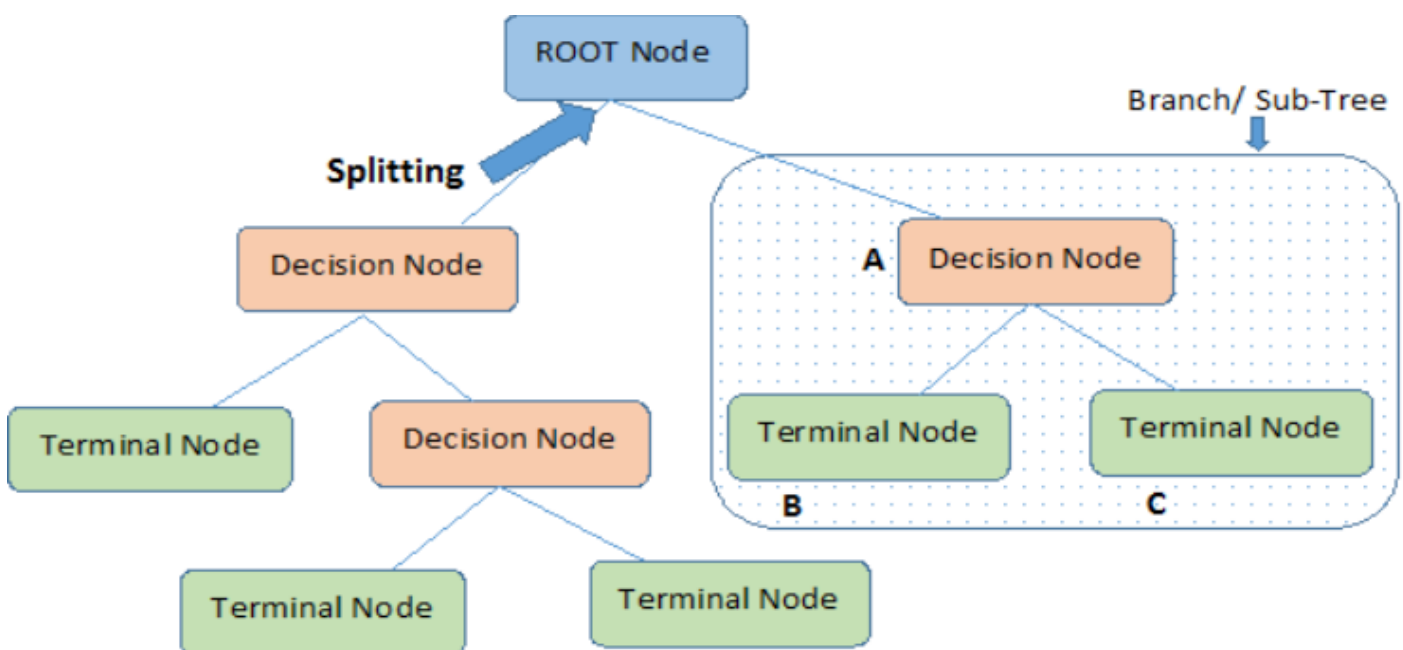 ROOT Node
Branch/ Sub-Tree
Splitting
Decision Node
A
Decision Node
Terminal Node
Decision Node
Terminal Node
Terminal Node
B
C
Terminal Node
Terminal Node